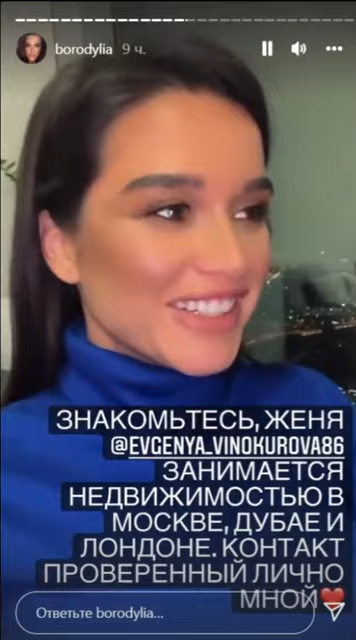 borodylia 9 ч.
ЗНАКОМЬТЕСЬ, ЖЕНЯ
@EVGENYA_VINOKUROVA86
ЗАНИМАЕТСЯ
НЕДВИЖИМОСТЬЮ В
МОСКВЕ, ДУБАЕ И
ЛОНДОНЕ. КОНТАКТ
ПРОВЕРЕННЫЙ ЛИЧНО
МНОЙ❤️
Ответьте borodylia...